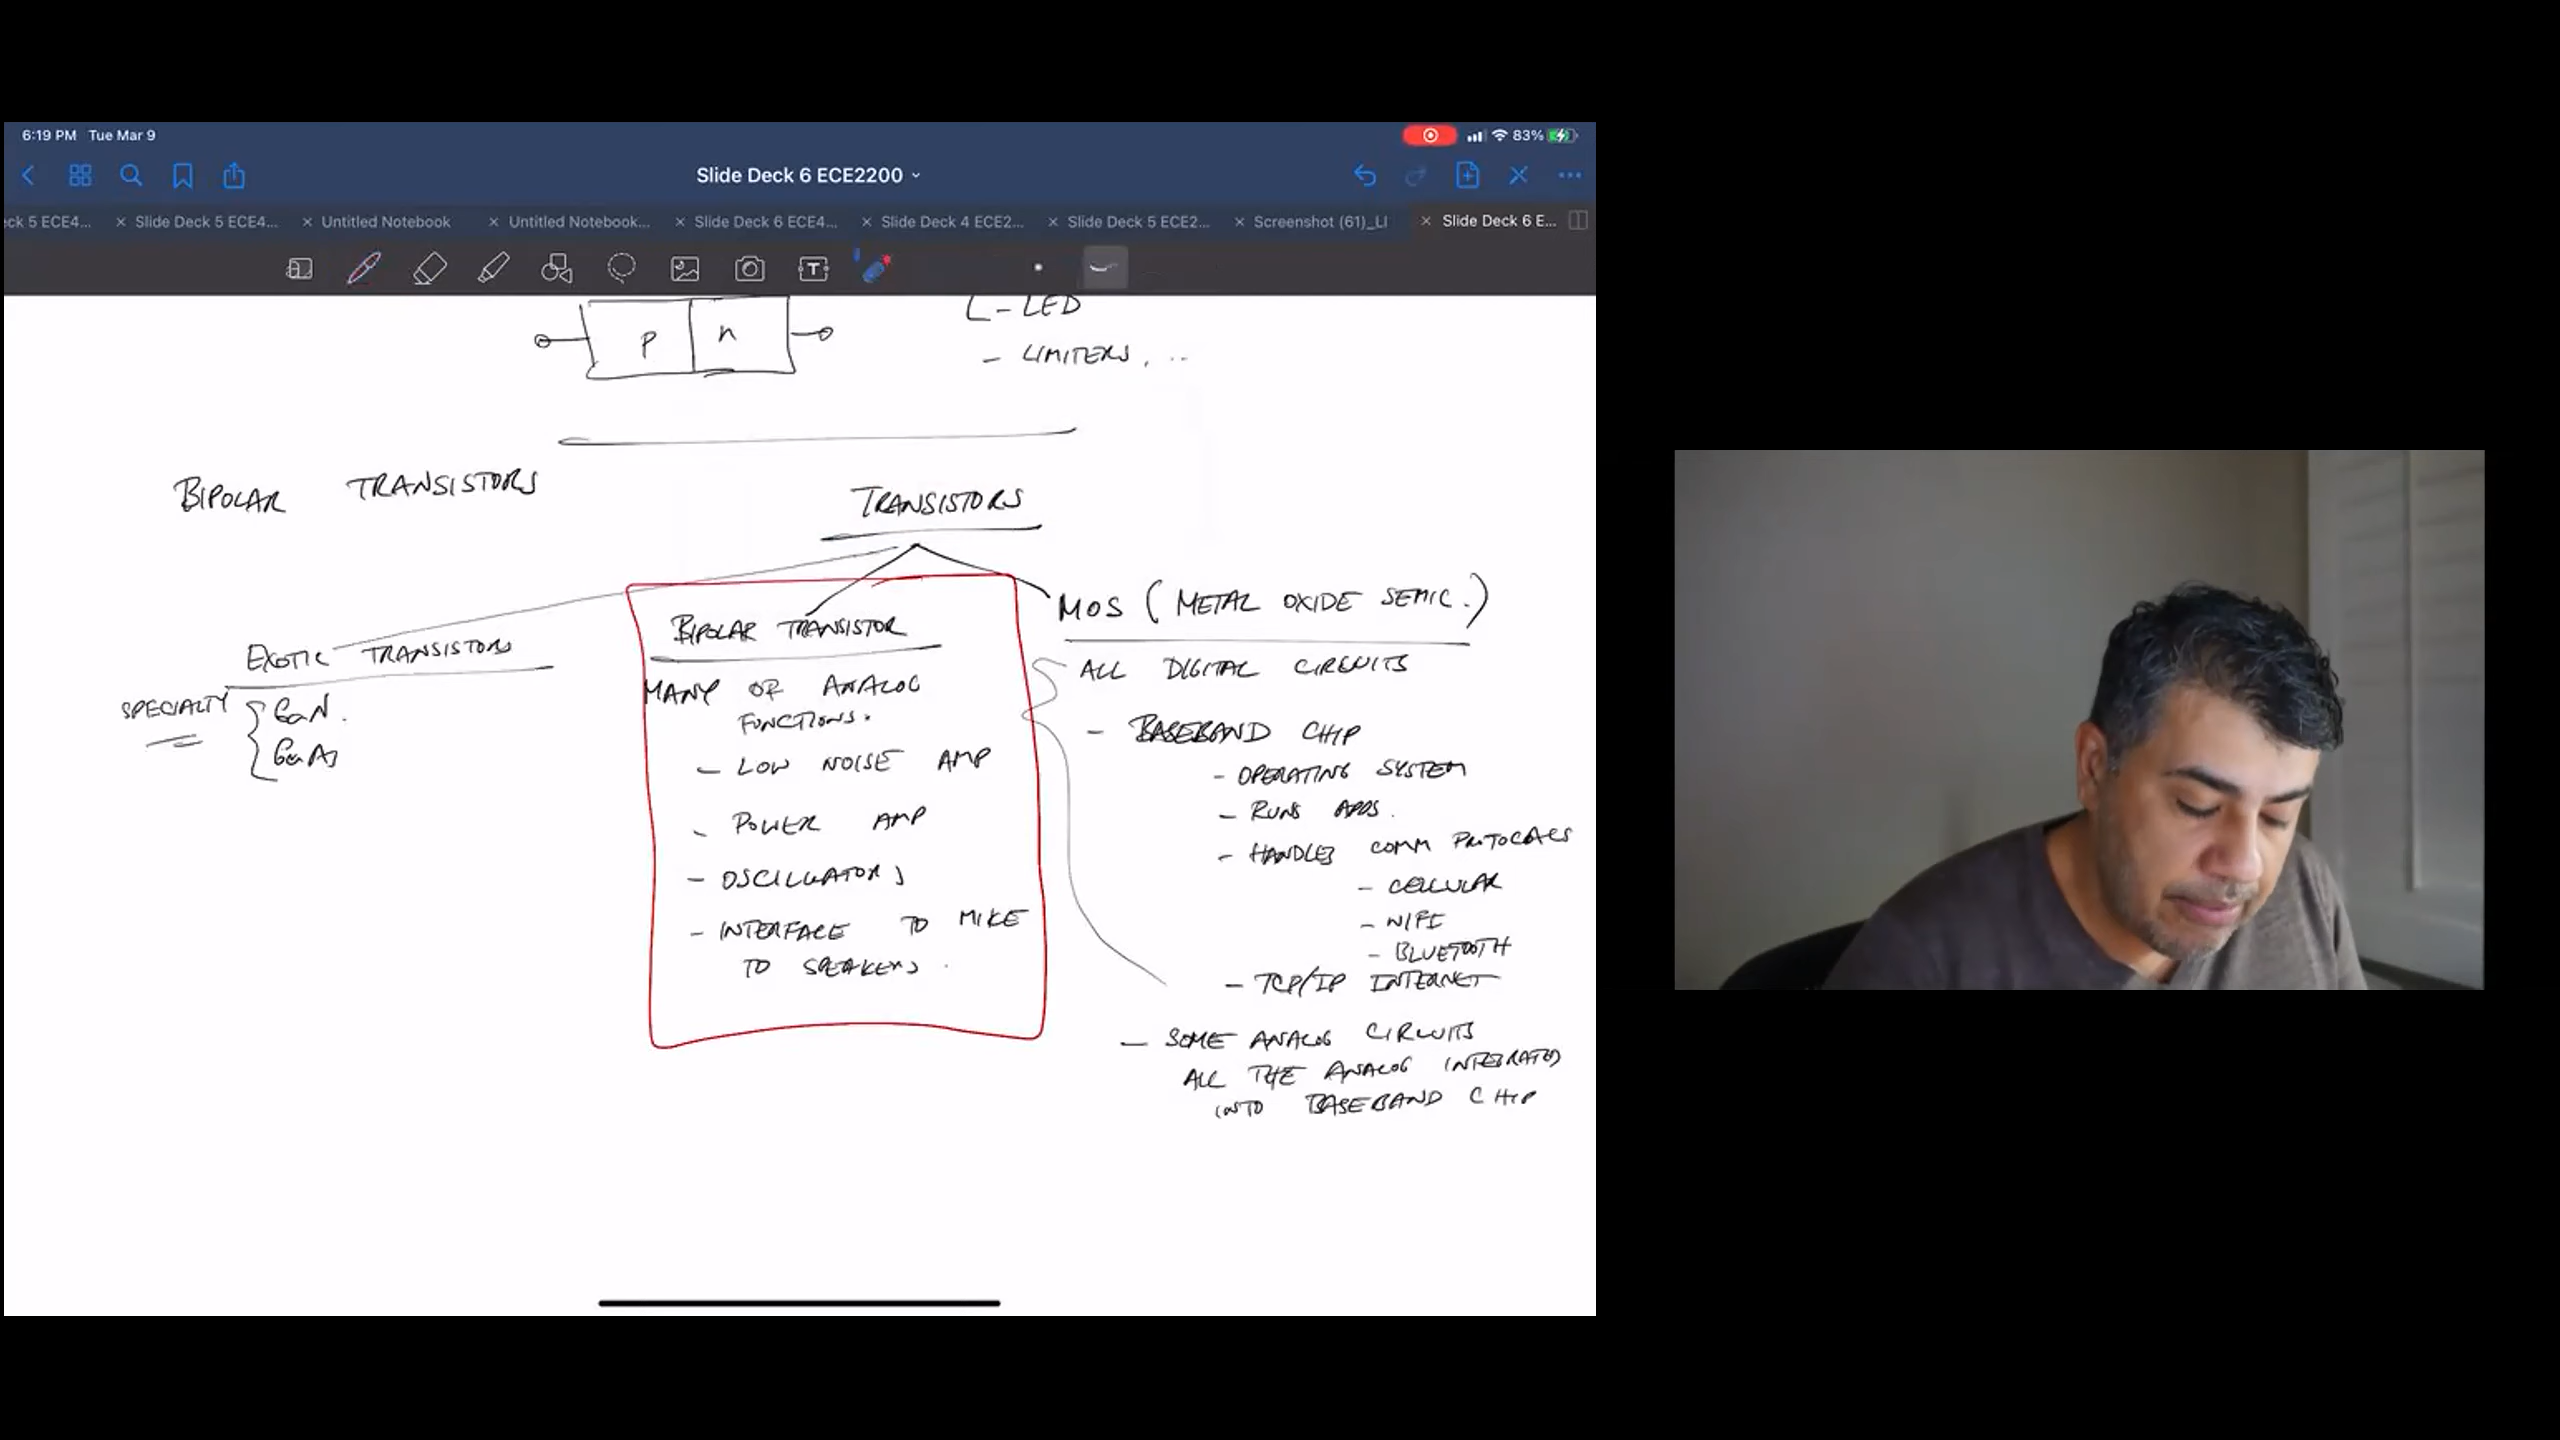 6:19 PM Tue Mar 9
83%
Slide Deck 6 ECE2200
ck 5 ECE4...
Slide Deck 5 ECE4...
Untitled Notebook
Untitled Notebook...
Slide Deck 6 ECE4...
Slide Deck 4 ECE2...
Slide Deck 5 ECE2...
Screenshot (61)_LI
Slide Deck 6 E...
T
P n
- LED
- LIMITERS, ..
BIPOLAR TRANSISTORS
TRANSISTORS
EXOTIC TRANSISTORS
SPECIALTY
GaN.
GaAs
BIPOLAR TRANSISTOR
MANY OF ANALOG
FUNCTIONS.
- LOW NOISE AMP
- POWER AMP
- OSCILLATORS
- INTERFACE TO MIKE
TO SPEAKERS.
MOS (METAL OXIDE SEMIC.)
ALL DIGITAL CIRCUITS
- BASEBAND CHIP
- OPERATING SYSTEM
- RUNS APPS.
- HANDLES COMM PROTOCALS
- CELLULAR
- WIFI
- BLUETOOTH
- TCP/IP INTERNET
- SOME ANALOG CIRCUITS
ALL THE ANALOG INTEGRATED
INTO BASEBAND CHIP